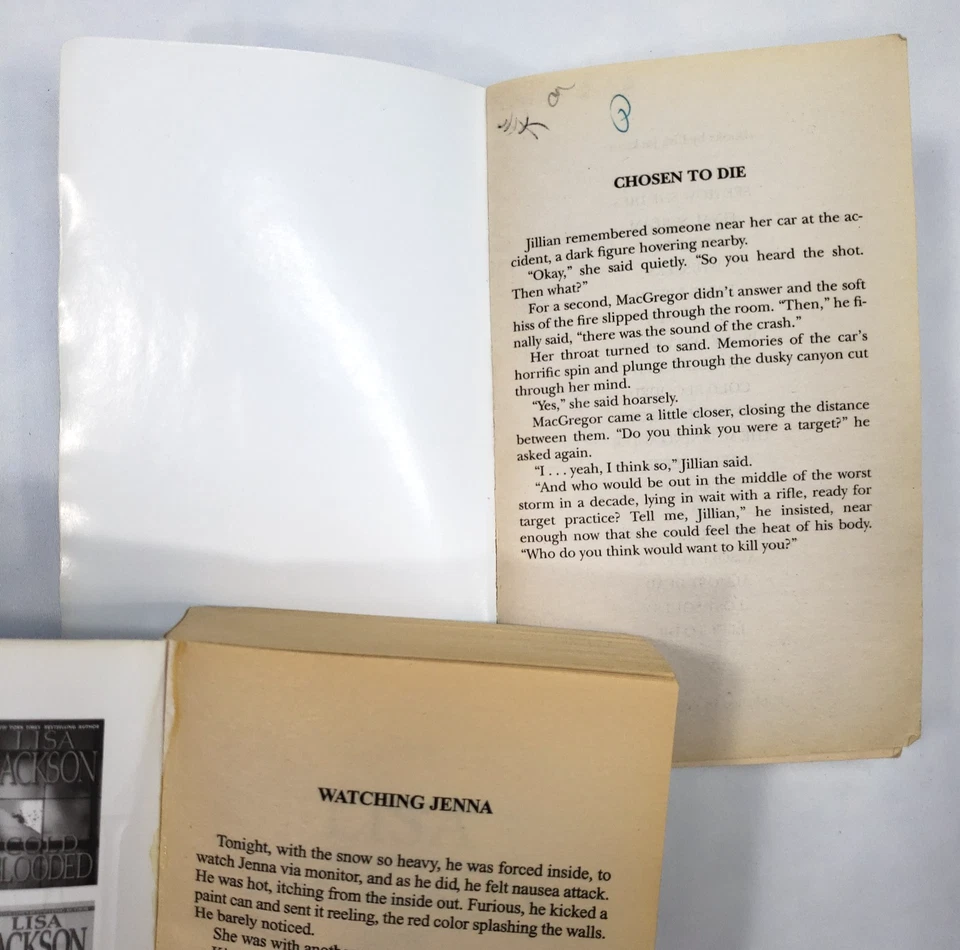 CHOSEN TO DIE
Jillian remembered someone near her car at the ac-
cident, a dark figure hovering nearby.
“Okay,” she said quietly. “So you heard the shot.
Then what?”
For a second, MacGregor didn’t answer and the soft
hiss of the fire slipped through the room. “Then,” he fi-
nally said, “there was the sound of the crash.”
Her throat turned to sand. Memories of the car’s
horrific spin and plunge through the dusky canyon cut
through her mind.
“Yes,” she said hoarsely.
MacGregor came a little closer, closing the distance
between them. “Do you think you were a target?” he
asked again.
“I . . . yeah, I think so,” Jillian said.
“And who would be out in the middle of the worst
storm in a decade, lying in wait with a rifle, ready for
target practice? Tell me, Jillian,” he insisted, near
enough now that she could feel the heat of his body.
“Who do you think would want to kill you?”
NEW YORK TIMES BESTSELLING AUTHOR
LISA
JACKSON
COLD
BLOODED
LISA
JACKSON
WATCHING JENNA
Tonight, with the snow so heavy, he was forced inside, to
watch Jenna via monitor, and as he did, he felt nausea attack.
He was hot, itching from the inside out. Furious, he kicked a
paint can and sent it reeling, the red color splashing the walls.
He barely noticed.
She was with